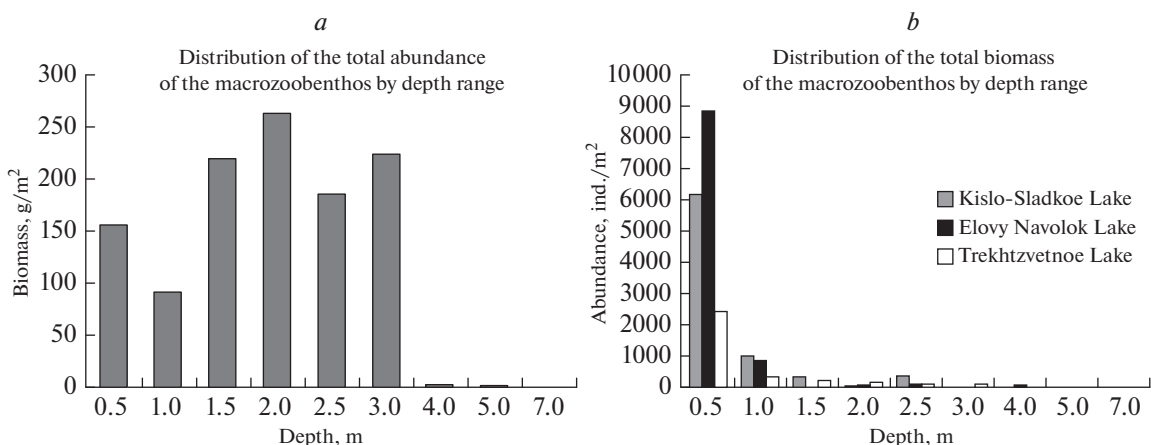 a
Distribution of the total abundance
of the macrozoobenthos by depth range
300
250
200
150
100
50
0
Biomass, g/m²
0.5 1.0 1.5 2.0 2.5 3.0 4.0 5.0 7.0
Depth, m
b
Distribution of the total biomass
of the macrozoobenthos by depth range
10000
9000
8000
7000
6000
5000
4000
3000
2000
1000
0
Abundance, ind./m²
Kislo-Sladkoe Lake
Elovy Navolok Lake
Trekhtzvetnoe Lake
0.5 1.0 1.5 2.0 2.5 3.0 4.0 5.0 7.0
Depth, m